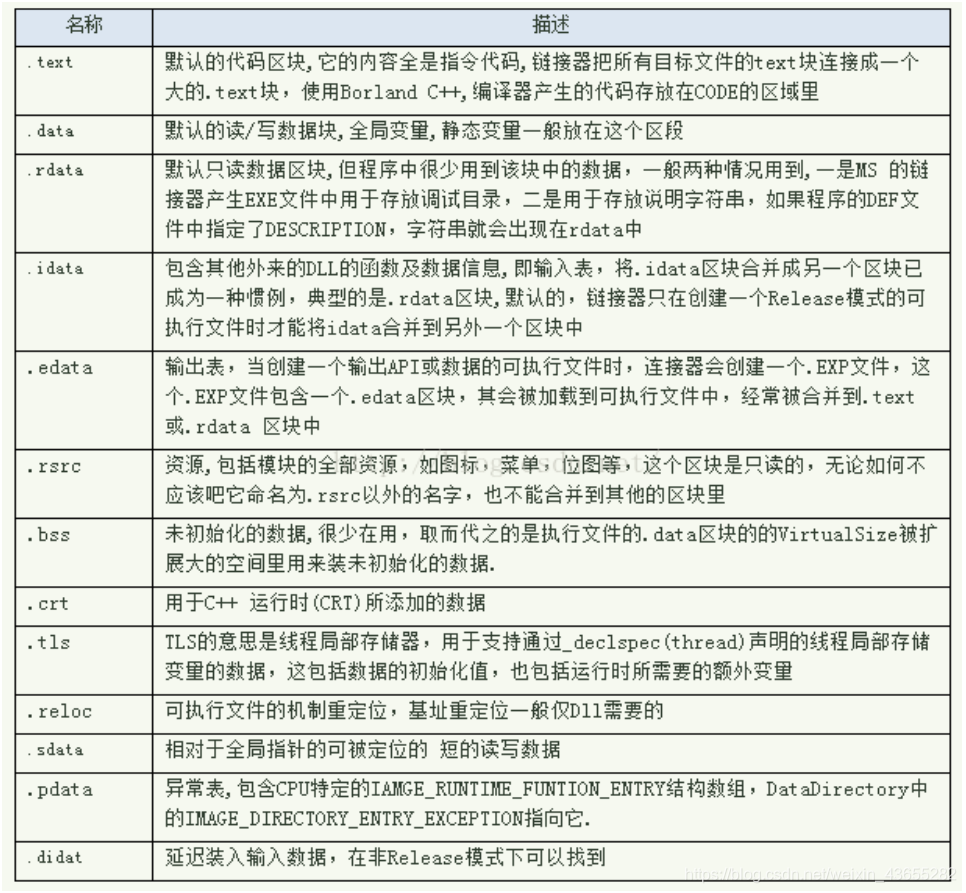 名称 描述
.text 默认的代码区块,它的内容全是指令代码,链接器把所有目标文件的text块连接成一个
大的.text块，使用Borland C++,编译器产生的代码存放在CODE的区域里
.data 默认的读/写数据块,全局变量,静态变量一般放在这个区段
.rdata 默认只读数据区块,但程序中很少用到该块中的数据，一般两种情况用到,一是MS 的链
接器产生EXE文件中用于存放调试目录，二是用于存放说明字符串，如果程序的DEF文
件中指定了DESCRIPTION，字符串就会出现在rdata中
.idata 包含其他外来的DLL的函数及数据信息,即输入表，将.idata区块合并成另一个区块已
成为一种惯例，典型的是.rdata区块,默认的，链接器只在创建一个Release模式的可
执行文件时才能将idata合并到另外一个区块中
.edata 输出表，当创建一个输出API或数据的可执行文件时，连接器会创建一个.EXP文件，这
个.EXP文件包含一个.edata区块，其会被加载到可执行文件中，经常被合并到.text
或.rdata 区块中
.rsrc 资源,包括模块的全部资源，如图标，菜单，位图等，这个区块是只读的，无论如何不
应该吧它命名为.rsrc以外的名字，也不能合并到其他的区块里
.bss 未初始化的数据,很少在用，取而代之的是执行文件的.data区块的的VirtualSize被扩
展大的空间里用来装未初始化的数据.
.crt 用于C++ 运行时(CRT)所添加的数据
.tls TLS的意思是线程局部存储器，用于支持通过_declspec(thread)声明的线程局部存储
变量的数据，这包括数据的初始化值，也包括运行时所需要的额外变量
.reloc 可执行文件的机制重定位，基址重定位一般仅Dll需要的
.sdata 相对于全局指针的可被定位的 短的读写数据
.pdata 异常表,包含CPU特定的IAMGE_RUNTIME_FUNTION_ENTRY结构数组，DataDirectory中
的IMAGE_DIRECTORY_ENTRY_EXCEPTION指向它.
.didat 延迟装入输入数据，在非Release模式下可以找到
https://blog.csdn.net/weixin_43655282